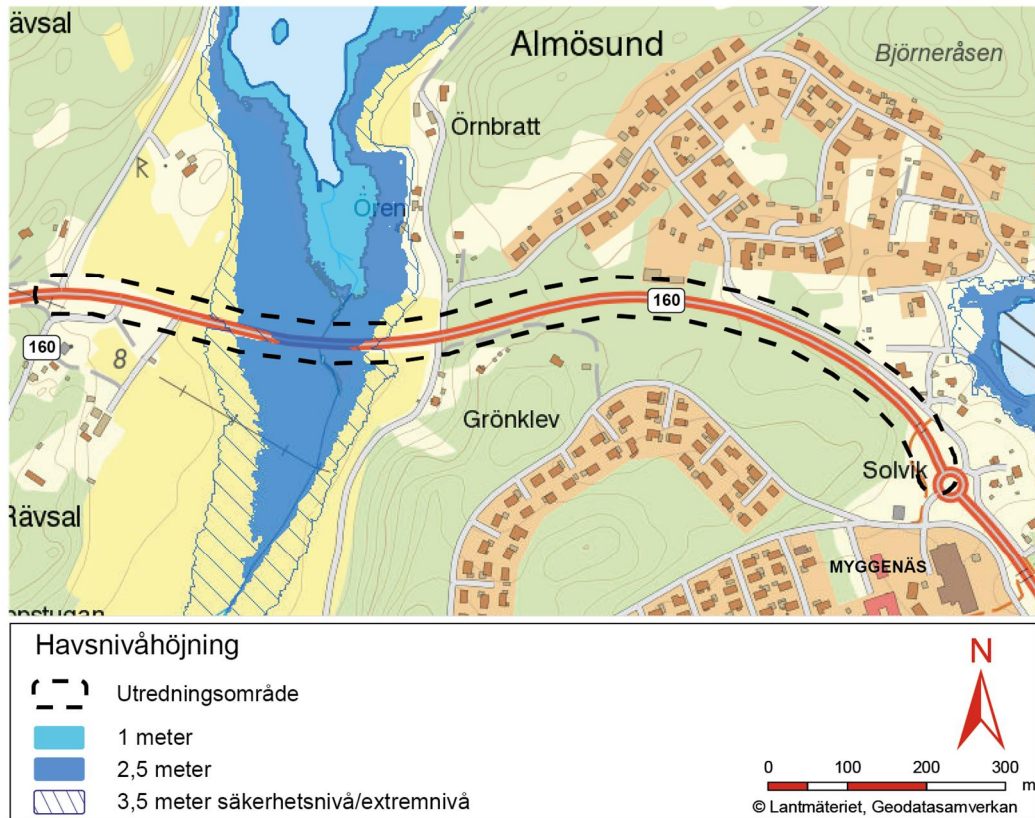 ävsal
Almösund
Björneråsen
Örnbratt
R
Ören
160
160
8
Grönklev
Solvik
Rävsal
MYGGENÄS
ppstugan
Havsnivåhöjning
Utredningsområde
1 meter
2,5 meter
3,5 meter säkerhetsnivå/extremnivå
N
0 100 200 300
m
© Lantmäteriet, Geodatasamverkan